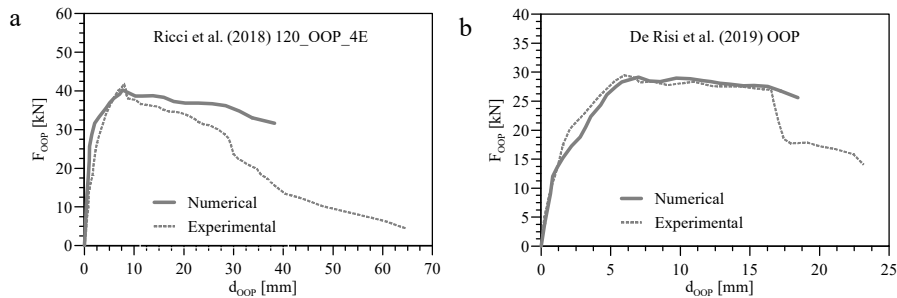 a
Ricci et al. (2018) 120_OOP_4E
F_OOP [kN]
60
50
40
30
20
10
0
Numerical
Experimental
0 10 20 30 40 50 60 70
d_OOP [mm]
b
De Risi et al. (2019) OOP
F_OOP [kN]
40
35
30
25
20
15
10
5
0
Numerical
Experimental
0 5 10 15 20 25
d_OOP [mm]